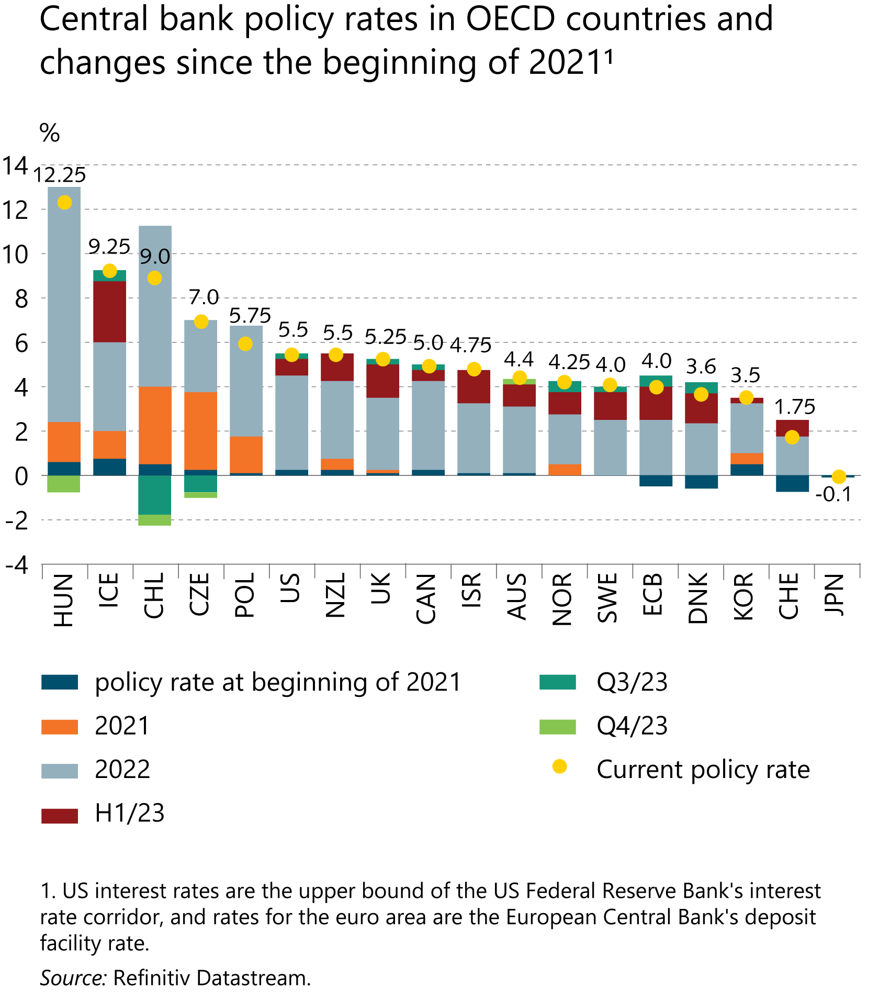 Central bank policy rates in OECD countries and
changes since the beginning of 2021¹
%
14
12
10
8
6
4
2
0
-2
-4
12.25
9.25
9.0
7.0
5.75
5.5
5.5
5.25
5.0
4.75
4.4
4.25
4.0
4.0
3.6
3.5
1.75
-0.1
HUN
ICE
CHL
CZE
POL
US
NZL
UK
CAN
ISR
AUS
NOR
SWE
ECB
DNK
KOR
CHE
JPN
policy rate at beginning of 2021
2021
2022
H1/23
Q3/23
Q4/23
Current policy rate
1. US interest rates are the upper bound of the US Federal Reserve Bank's interest
rate corridor, and rates for the euro area are the European Central Bank's deposit
facility rate.
Source: Refinitiv Datastream.